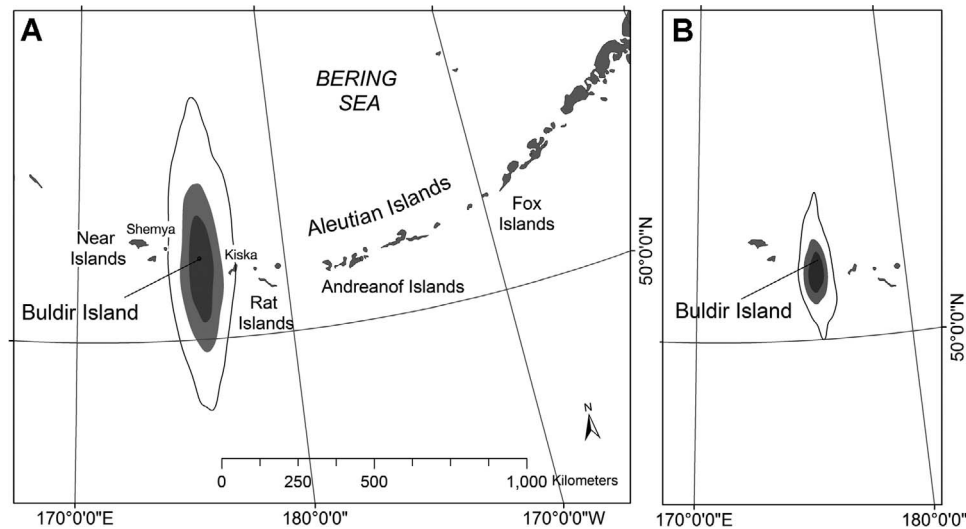 A
BERING
SEA
Aleutian Islands
Fox
Islands
Shemya
Near
Islands
Kiska
Buldir Island
Rat
Islands
Andreanof Islands
50°0'0"N
N
0 250 500 1,000 Kilometers
170°0'0"E 180°0'0" 170°0'0"W
B
Buldir Island
50°0'0"N
170°0'0"E 180°0'0"